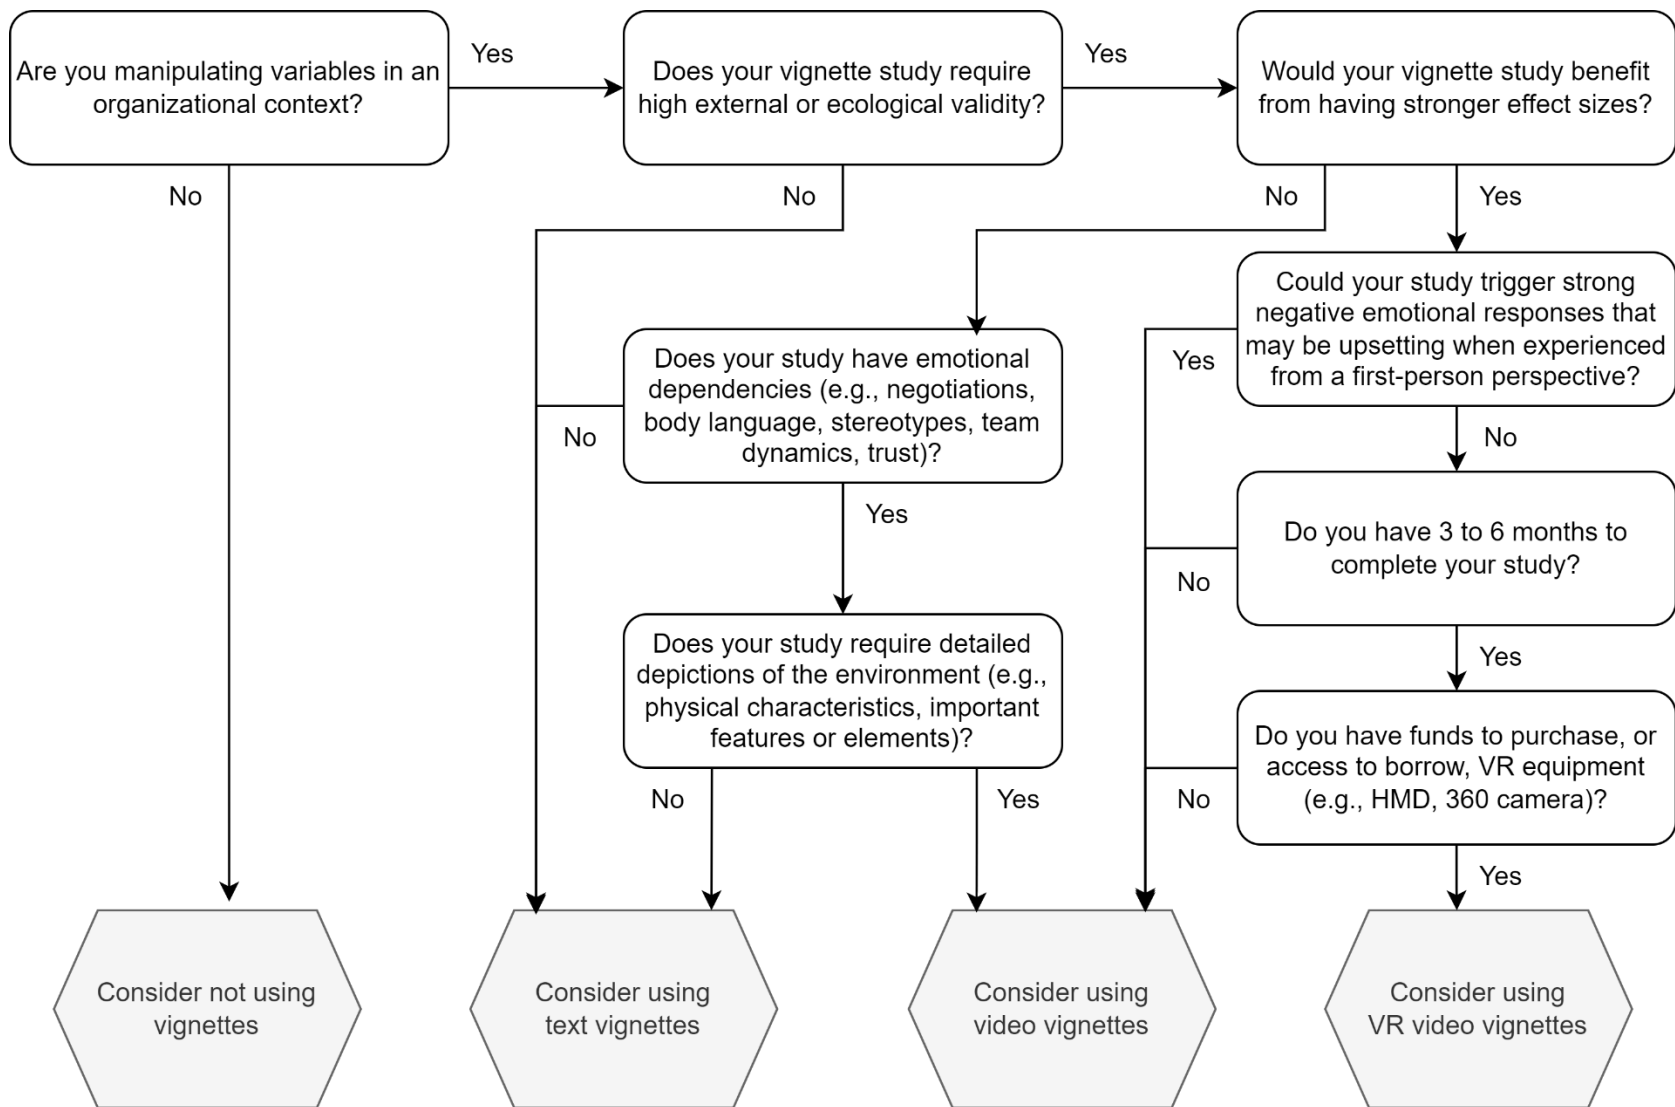 Are you manipulating variables in an
organizational context?
Yes
Does your vignette study require
high external or ecological validity?
Yes
Would your vignette study benefit
from having stronger effect sizes?
No
No
No
Yes
Could your study trigger strong
negative emotional responses that
may be upsetting when experienced
from a first-person perspective?
Yes
Does your study have emotional
dependencies (e.g., negotiations,
body language, stereotypes, team
dynamics, trust)?
No
No
Yes
Do you have 3 to 6 months to
complete your study?
No
Yes
Does your study require detailed
depictions of the environment (e.g.,
physical characteristics, important
features or elements)?
Do you have funds to purchase, or
access to borrow, VR equipment
(e.g., HMD, 360 camera)?
No
Yes
No
Yes
Consider not using
vignettes
Consider using
text vignettes
Consider using
video vignettes
Consider using
VR video vignettes